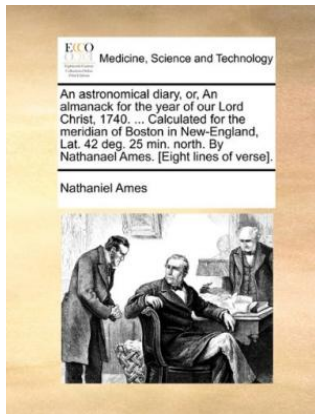 ECCO
Medicine, Science and Technology
An astronomical diary, or, An
almanack for the year of our Lord
Christ, 1740. ... Calculated for the
meridian of Boston in New-England,
Lat. 42 deg. 25 min. north. By
Nathanael Ames. [Eight lines of verse].
Nathaniel Ames